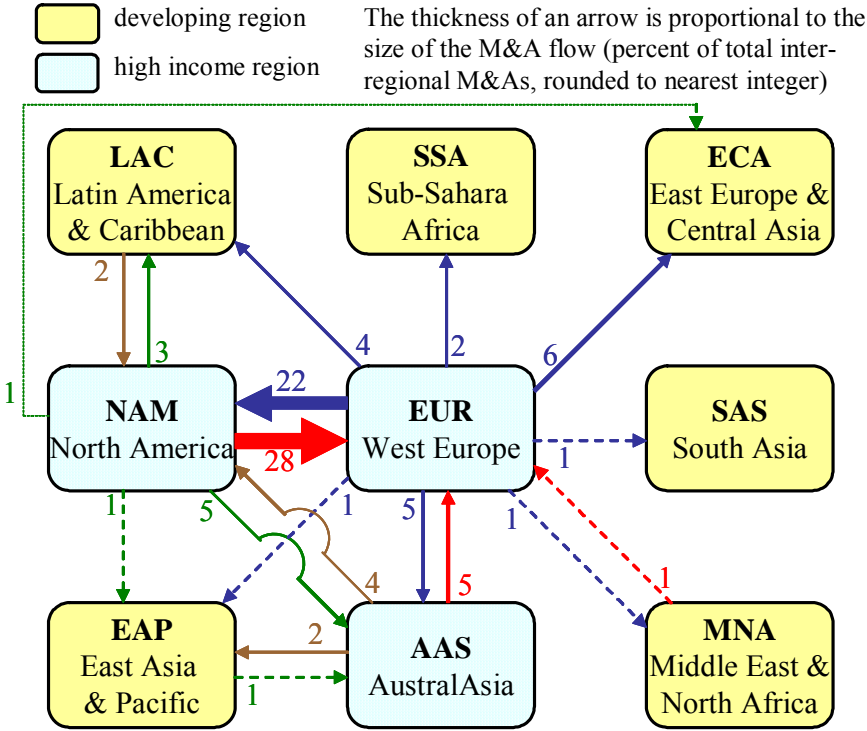 developing region
high income region
The thickness of an arrow is proportional to the
size of the M&A flow (percent of total inter-
regional M&As, rounded to nearest integer)
LAC
Latin America
& Caribbean
SSA
Sub-Sahara
Africa
ECA
East Europe &
Central Asia
2
3
4
2
6
1
NAM
North America
22
28
EUR
West Europe
1
SAS
South Asia
1
5
1
5
1
4
5
1
EAP
East Asia
& Pacific
2
1
AAS
AustralAsia
MNA
Middle East &
North Africa